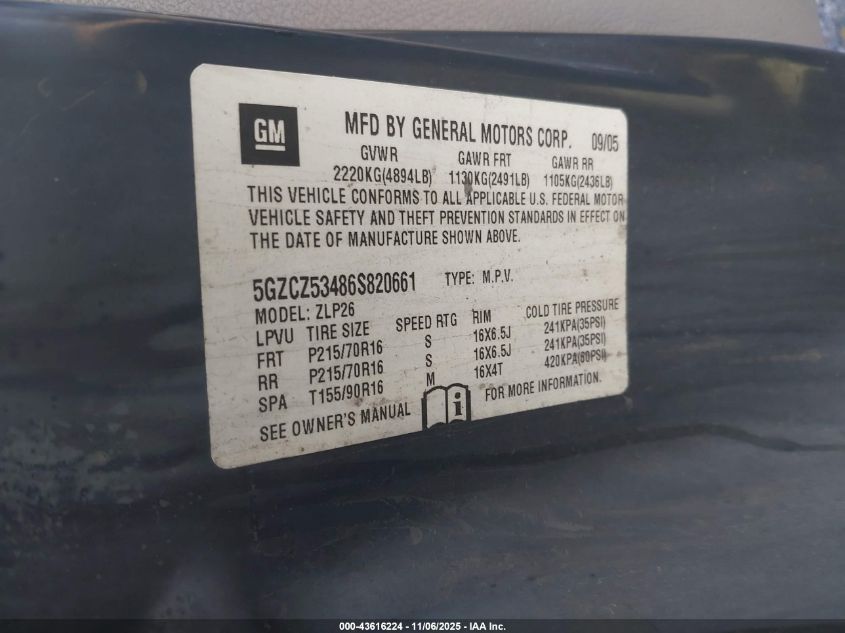 GM MFD BY GENERAL MOTORS CORP. 09/05
GVWR GAWR FRT GAWR RR
2220KG(4894LB) 1130KG(2491LB) 1105KG(2436LB)
THIS VEHICLE CONFORMS TO ALL APPLICABLE U.S. FEDERAL MOTOR
VEHICLE SAFETY AND THEFT PREVENTION STANDARDS IN EFFECT ON
THE DATE OF MANUFACTURE SHOWN ABOVE.
5GZCZ53486S820661 TYPE: M.P.V.
MODEL: ZLP26
LPVU TIRE SIZE SPEED RTG RIM COLD TIRE PRESSURE
FRT P215/70R16 S 16X6.5J 241KPA(35PSI)
RR P215/70R16 S 16X6.5J 241KPA(35PSI)
SPA T155/90R16 M 16X4T 420KPA(60PSI)
SEE OWNER'S MANUAL i FOR MORE INFORMATION.
000-43616224 - 11/06/2025 - IAA Inc.